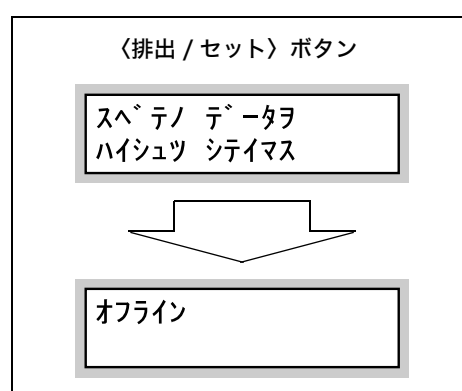 〈排出 / セット〉ボタン
スベテノ データヲ
ハイシュツ シテイマス
オフライン